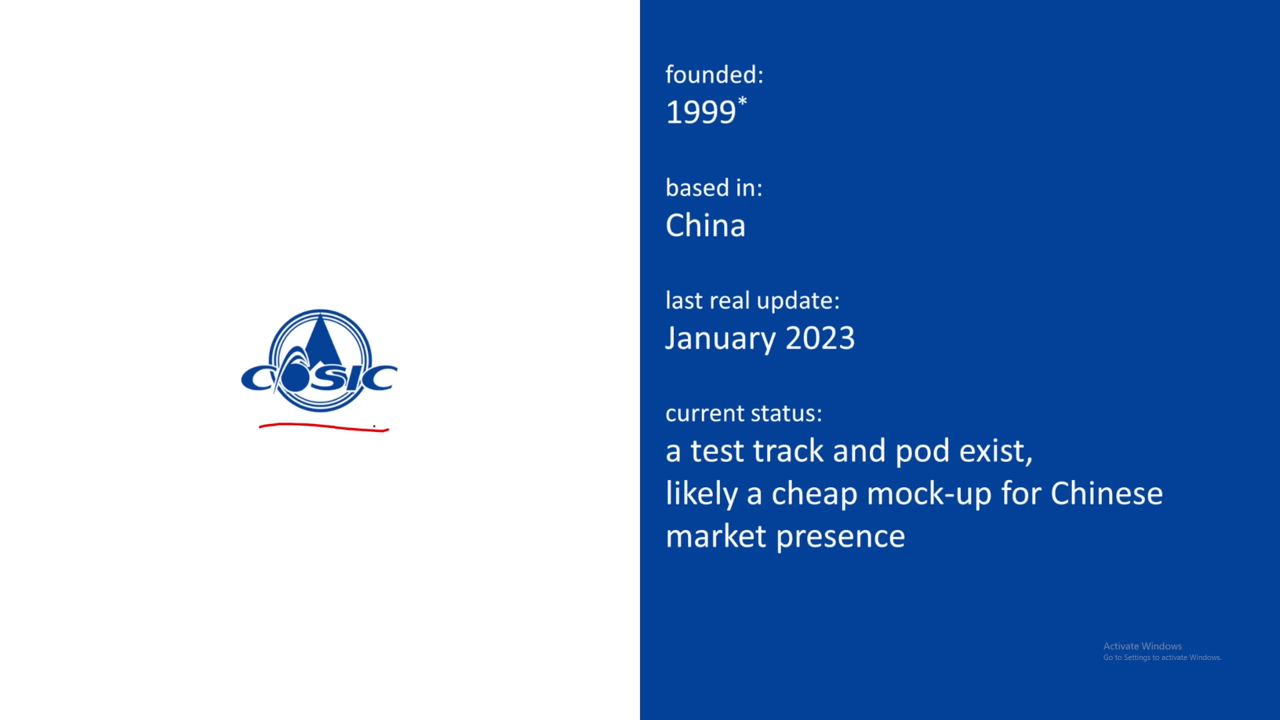 CASIC
founded:
1999*
based in:
China
last real update:
January 2023
current status:
a test track and pod exist,
likely a cheap mock-up for Chinese
market presence
Activate Windows
Go to Settings to activate Windows.